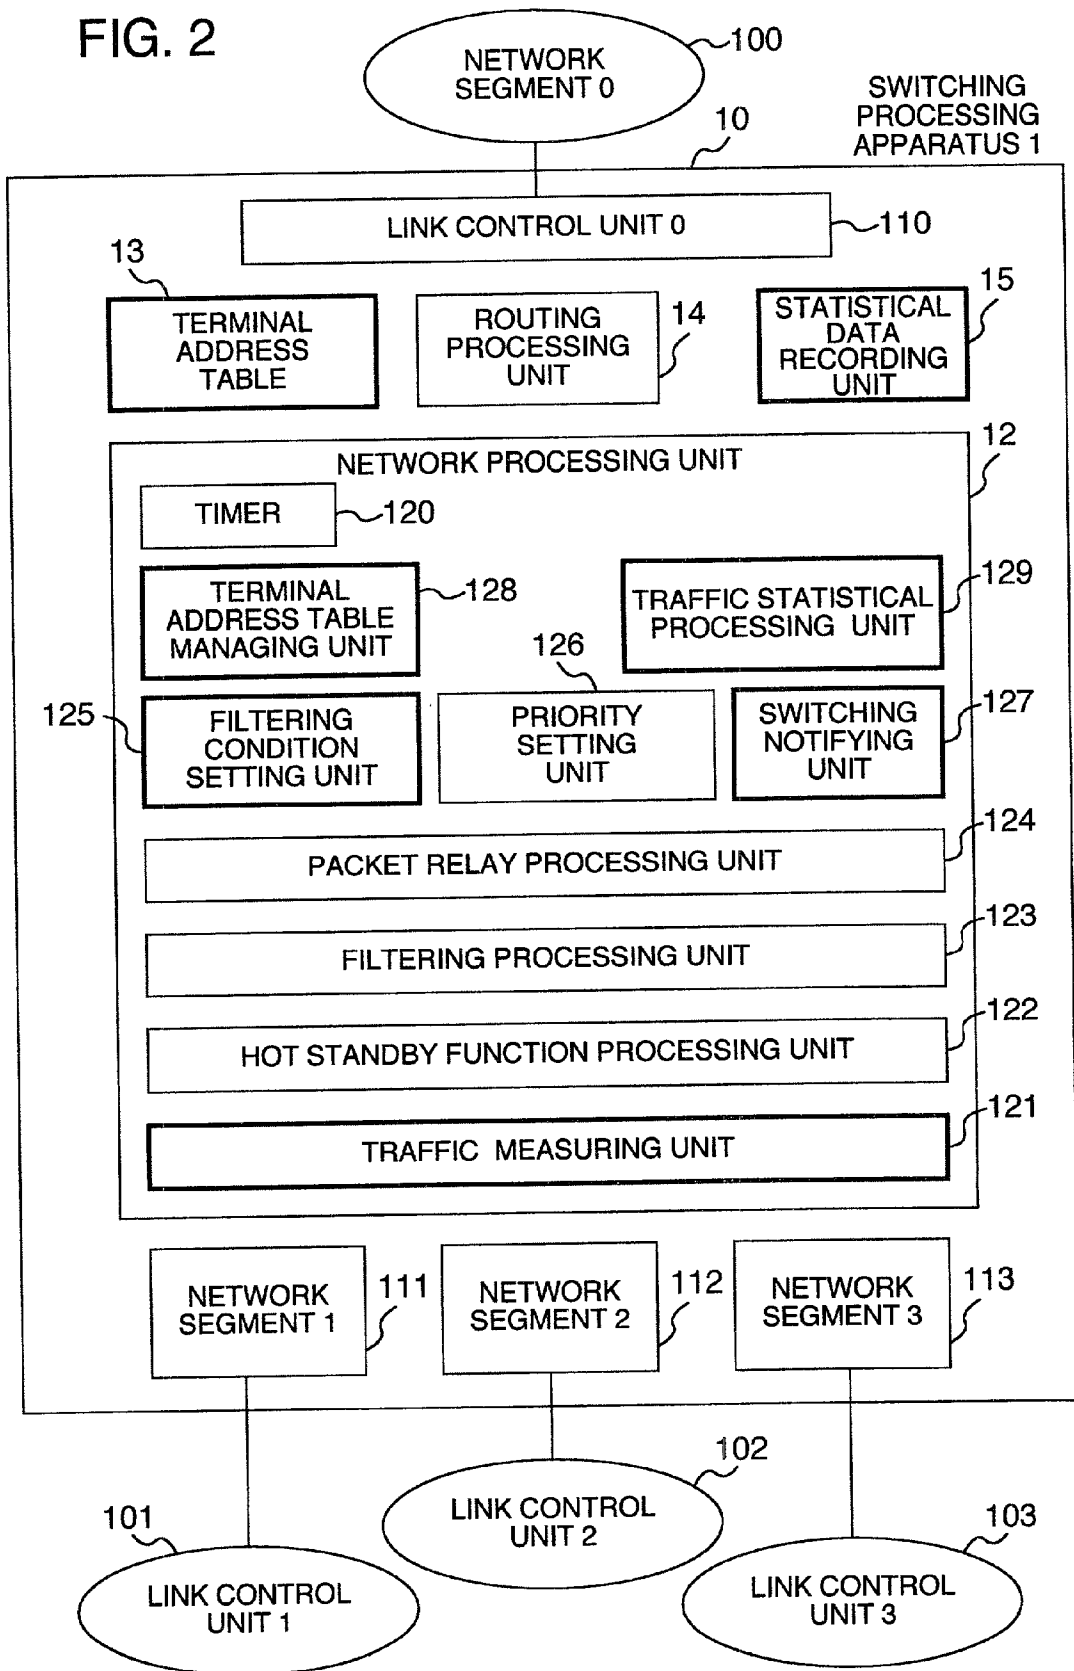 FIG. 2
NETWORK
SEGMENT 0
100
SWITCHING
PROCESSING
APPARATUS 1
10
LINK CONTROL UNIT 0
110
13
TERMINAL
ADDRESS
TABLE
ROUTING
PROCESSING
UNIT
14
STATISTICAL
DATA
RECORDING
UNIT
15
NETWORK PROCESSING UNIT
12
TIMER
120
TERMINAL
ADDRESS TABLE
MANAGING UNIT
128
TRAFFIC STATISTICAL
PROCESSING UNIT
129
125
FILTERING
CONDITION
SETTING UNIT
126
PRIORITY
SETTING
UNIT
SWITCHING
NOTIFYING
UNIT
127
PACKET RELAY PROCESSING UNIT
124
FILTERING PROCESSING UNIT
123
HOT STANDBY FUNCTION PROCESSING UNIT
122
TRAFFIC MEASURING UNIT
121
NETWORK
SEGMENT 1
111
NETWORK
SEGMENT 2
112
NETWORK
SEGMENT 3
113
101
LINK CONTROL
UNIT 1
102
LINK CONTROL
UNIT 2
103
LINK CONTROL
UNIT 3